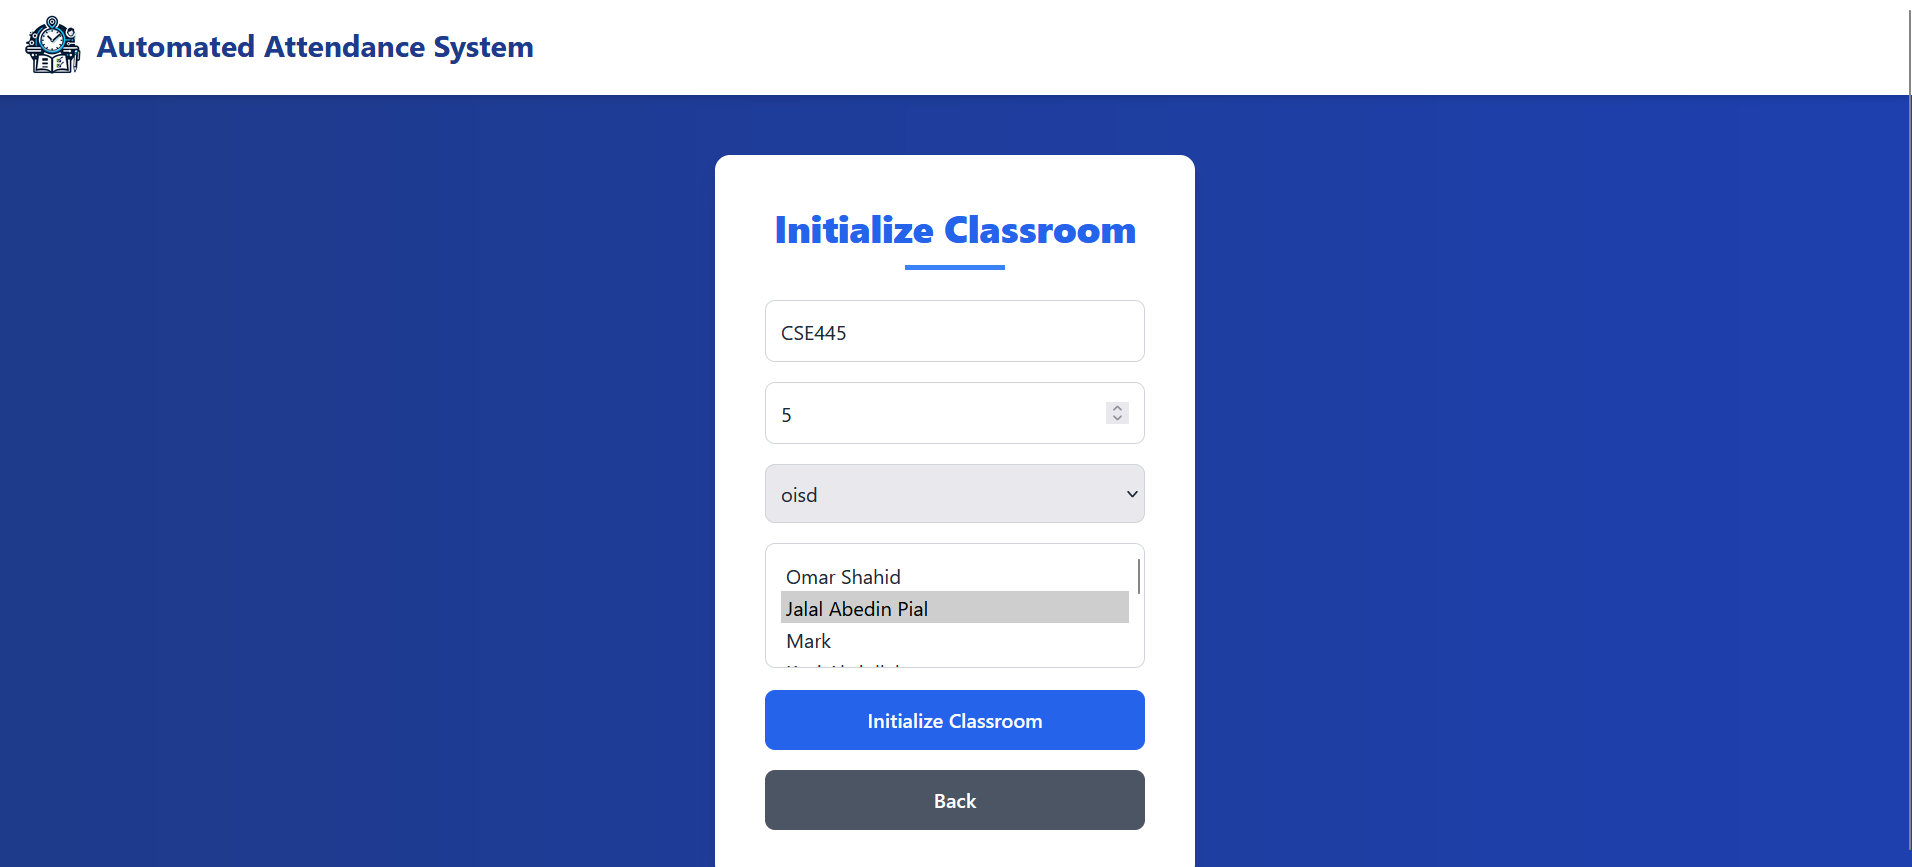 Automated Attendance System
Initialize Classroom
CSE445
5
oisd
Omar Shahid
Jalal Abedin Pial
Mark
Initialize Classroom
Back